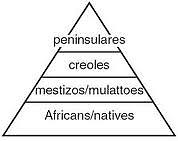 peninsulares
creoles
mestizos/mulattoes
Africans/natives